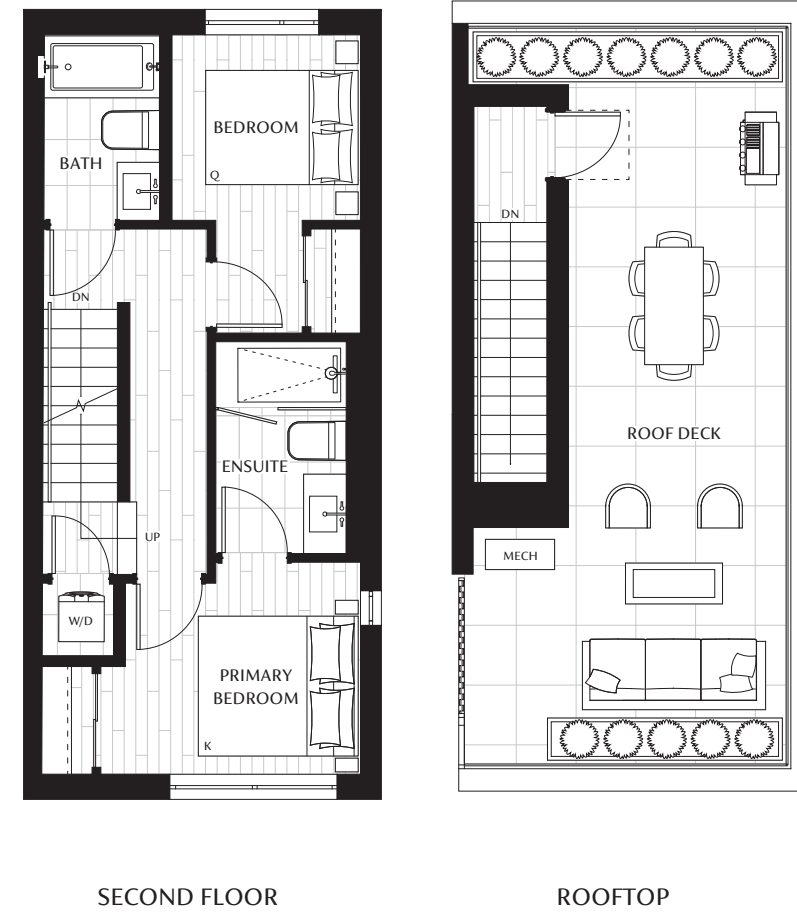 BEDROOM
Q
BATH
DN
ENSUITE
UP
W/D
PRIMARY
BEDROOM
K
DN
ROOF DECK
MECH
SECOND FLOOR
ROOFTOP